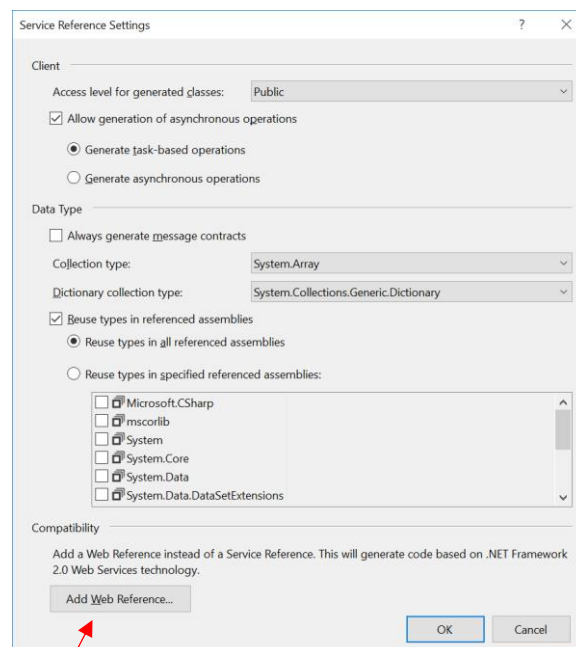 Service Reference Settings ? ×
Client
Access level for generated classes: Public
Allow generation of asynchronous operations
Generate task-based operations
Generate asynchronous operations
Data Type
Always generate message contracts
Collection type: System.Array
Dictionary collection type: System.Collections.Generic.Dictionary
Reuse types in referenced assemblies
Reuse types in all referenced assemblies
Reuse types in specified referenced assemblies:
Microsoft.CSharp
mscorlib
System
System.Core
System.Data
System.Data.DataSetExtensions
Compatibility
Add a Web Reference instead of a Service Reference. This will generate code based on .NET Framework
2.0 Web Services technology.
Add Web Reference...
OK Cancel